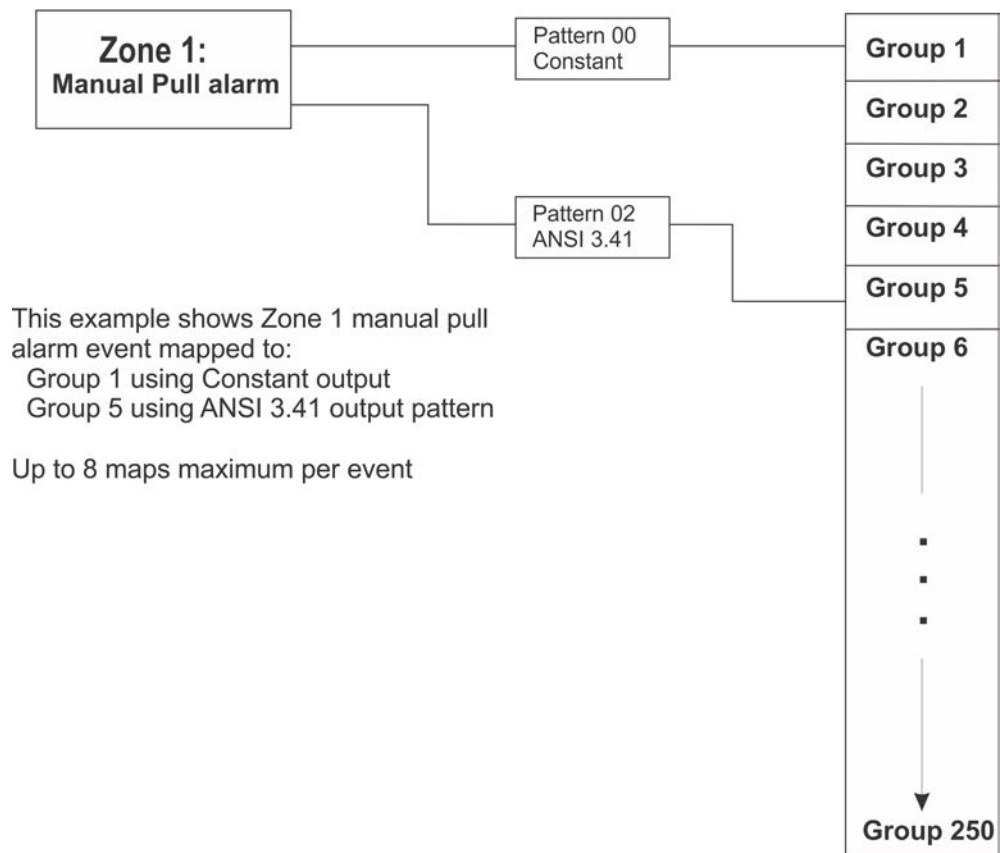 Zone 1:
Manual Pull alarm
Pattern 00
Constant
Pattern 02
ANSI 3.41
Group 1
Group 2
Group 3
Group 4
Group 5
Group 6
Group 250
This example shows Zone 1 manual pull
alarm event mapped to:
Group 1 using Constant output
Group 5 using ANSI 3.41 output pattern
Up to 8 maps maximum per event